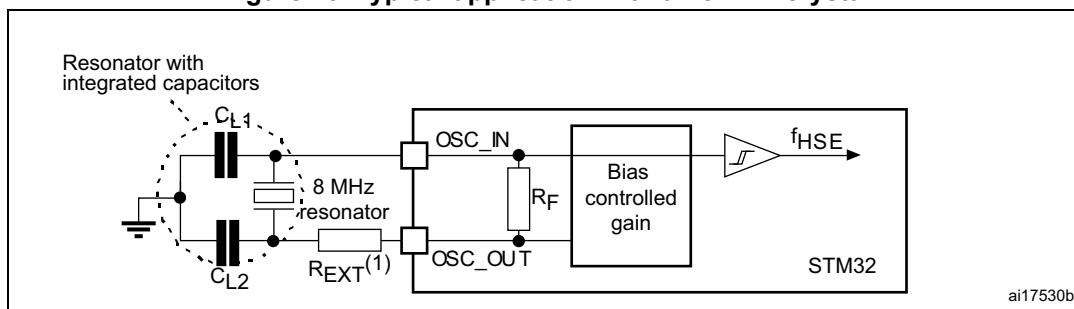 Resonator with
integrated capacitors
CL1
OSC_IN
fHSE
8 MHz
resonator
RF
Bias
controlled
gain
REXT(1)
OSC_OUT
CL2
STM32
ai17530b